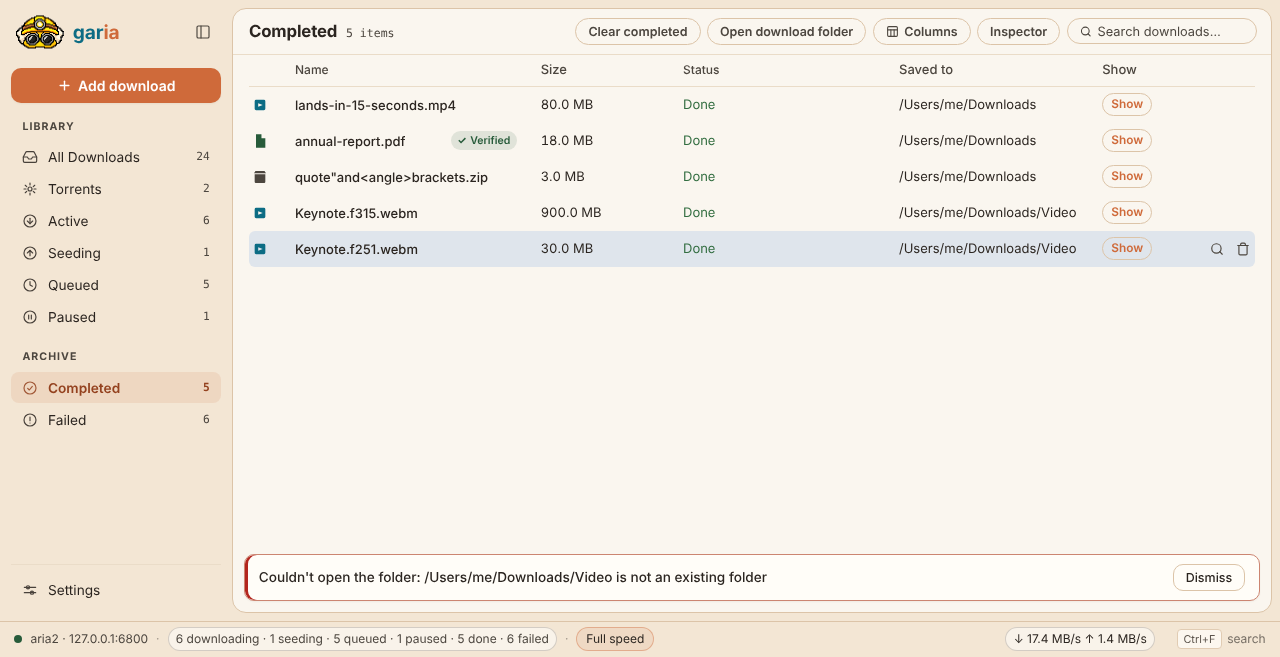 garia
Completed 5 items
Clear completed
Open download folder
Columns
Inspector
Search downloads...
+ Add download
LIBRARY
All Downloads 24
Torrents 2
Active 6
Seeding 1
Queued 5
Paused 1
ARCHIVE
Completed 5
Failed 6
Settings
Name Size Status Saved to Show
lands-in-15-seconds.mp4 80.0 MB Done /Users/me/Downloads Show
annual-report.pdf ✓ Verified 18.0 MB Done /Users/me/Downloads Show
quote"and<angle>brackets.zip 3.0 MB Done /Users/me/Downloads Show
Keynote.f315.webm 900.0 MB Done /Users/me/Downloads/Video Show
Keynote.f251.webm 30.0 MB Done /Users/me/Downloads/Video Show
Couldn't open the folder: /Users/me/Downloads/Video is not an existing folder Dismiss
aria2 · 127.0.0.1:6800 · 6 downloading · 1 seeding · 5 queued · 1 paused · 5 done · 6 failed · Full speed ↓ 17.4 MB/s ↑ 1.4 MB/s Ctrl+F search